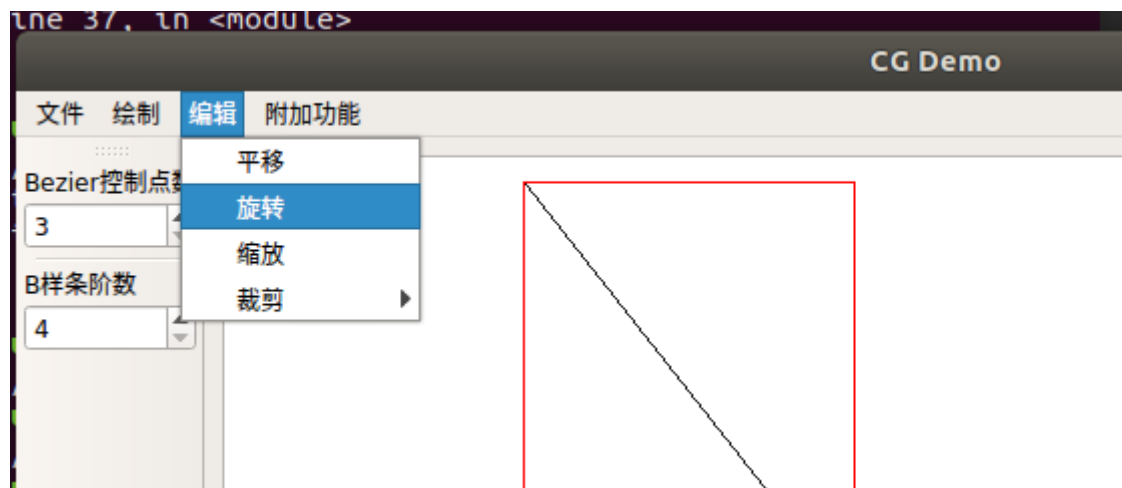 ine 37, in <module>
CG Demo
文件 绘制 编辑 附加功能
平移
Bezier控制点数
旋转
3
缩放
B样条阶数
裁剪
4